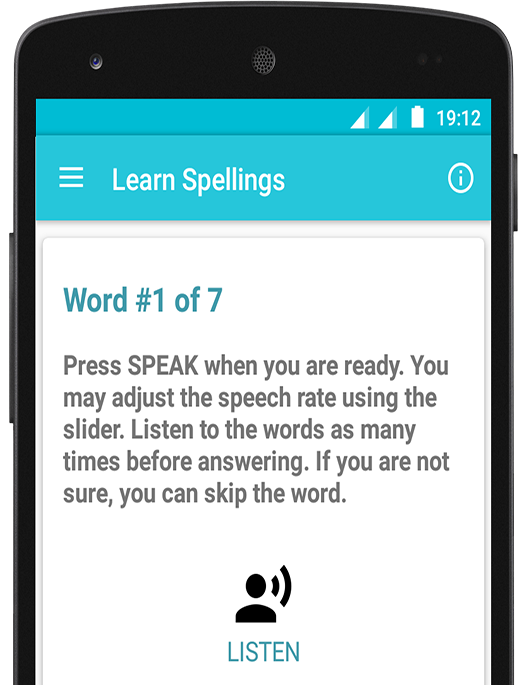 19:12
Learn Spellings
Word #1 of 7
Press SPEAK when you are ready. You
may adjust the speech rate using the
slider. Listen to the words as many
times before answering. If you are not
sure, you can skip the word.
LISTEN